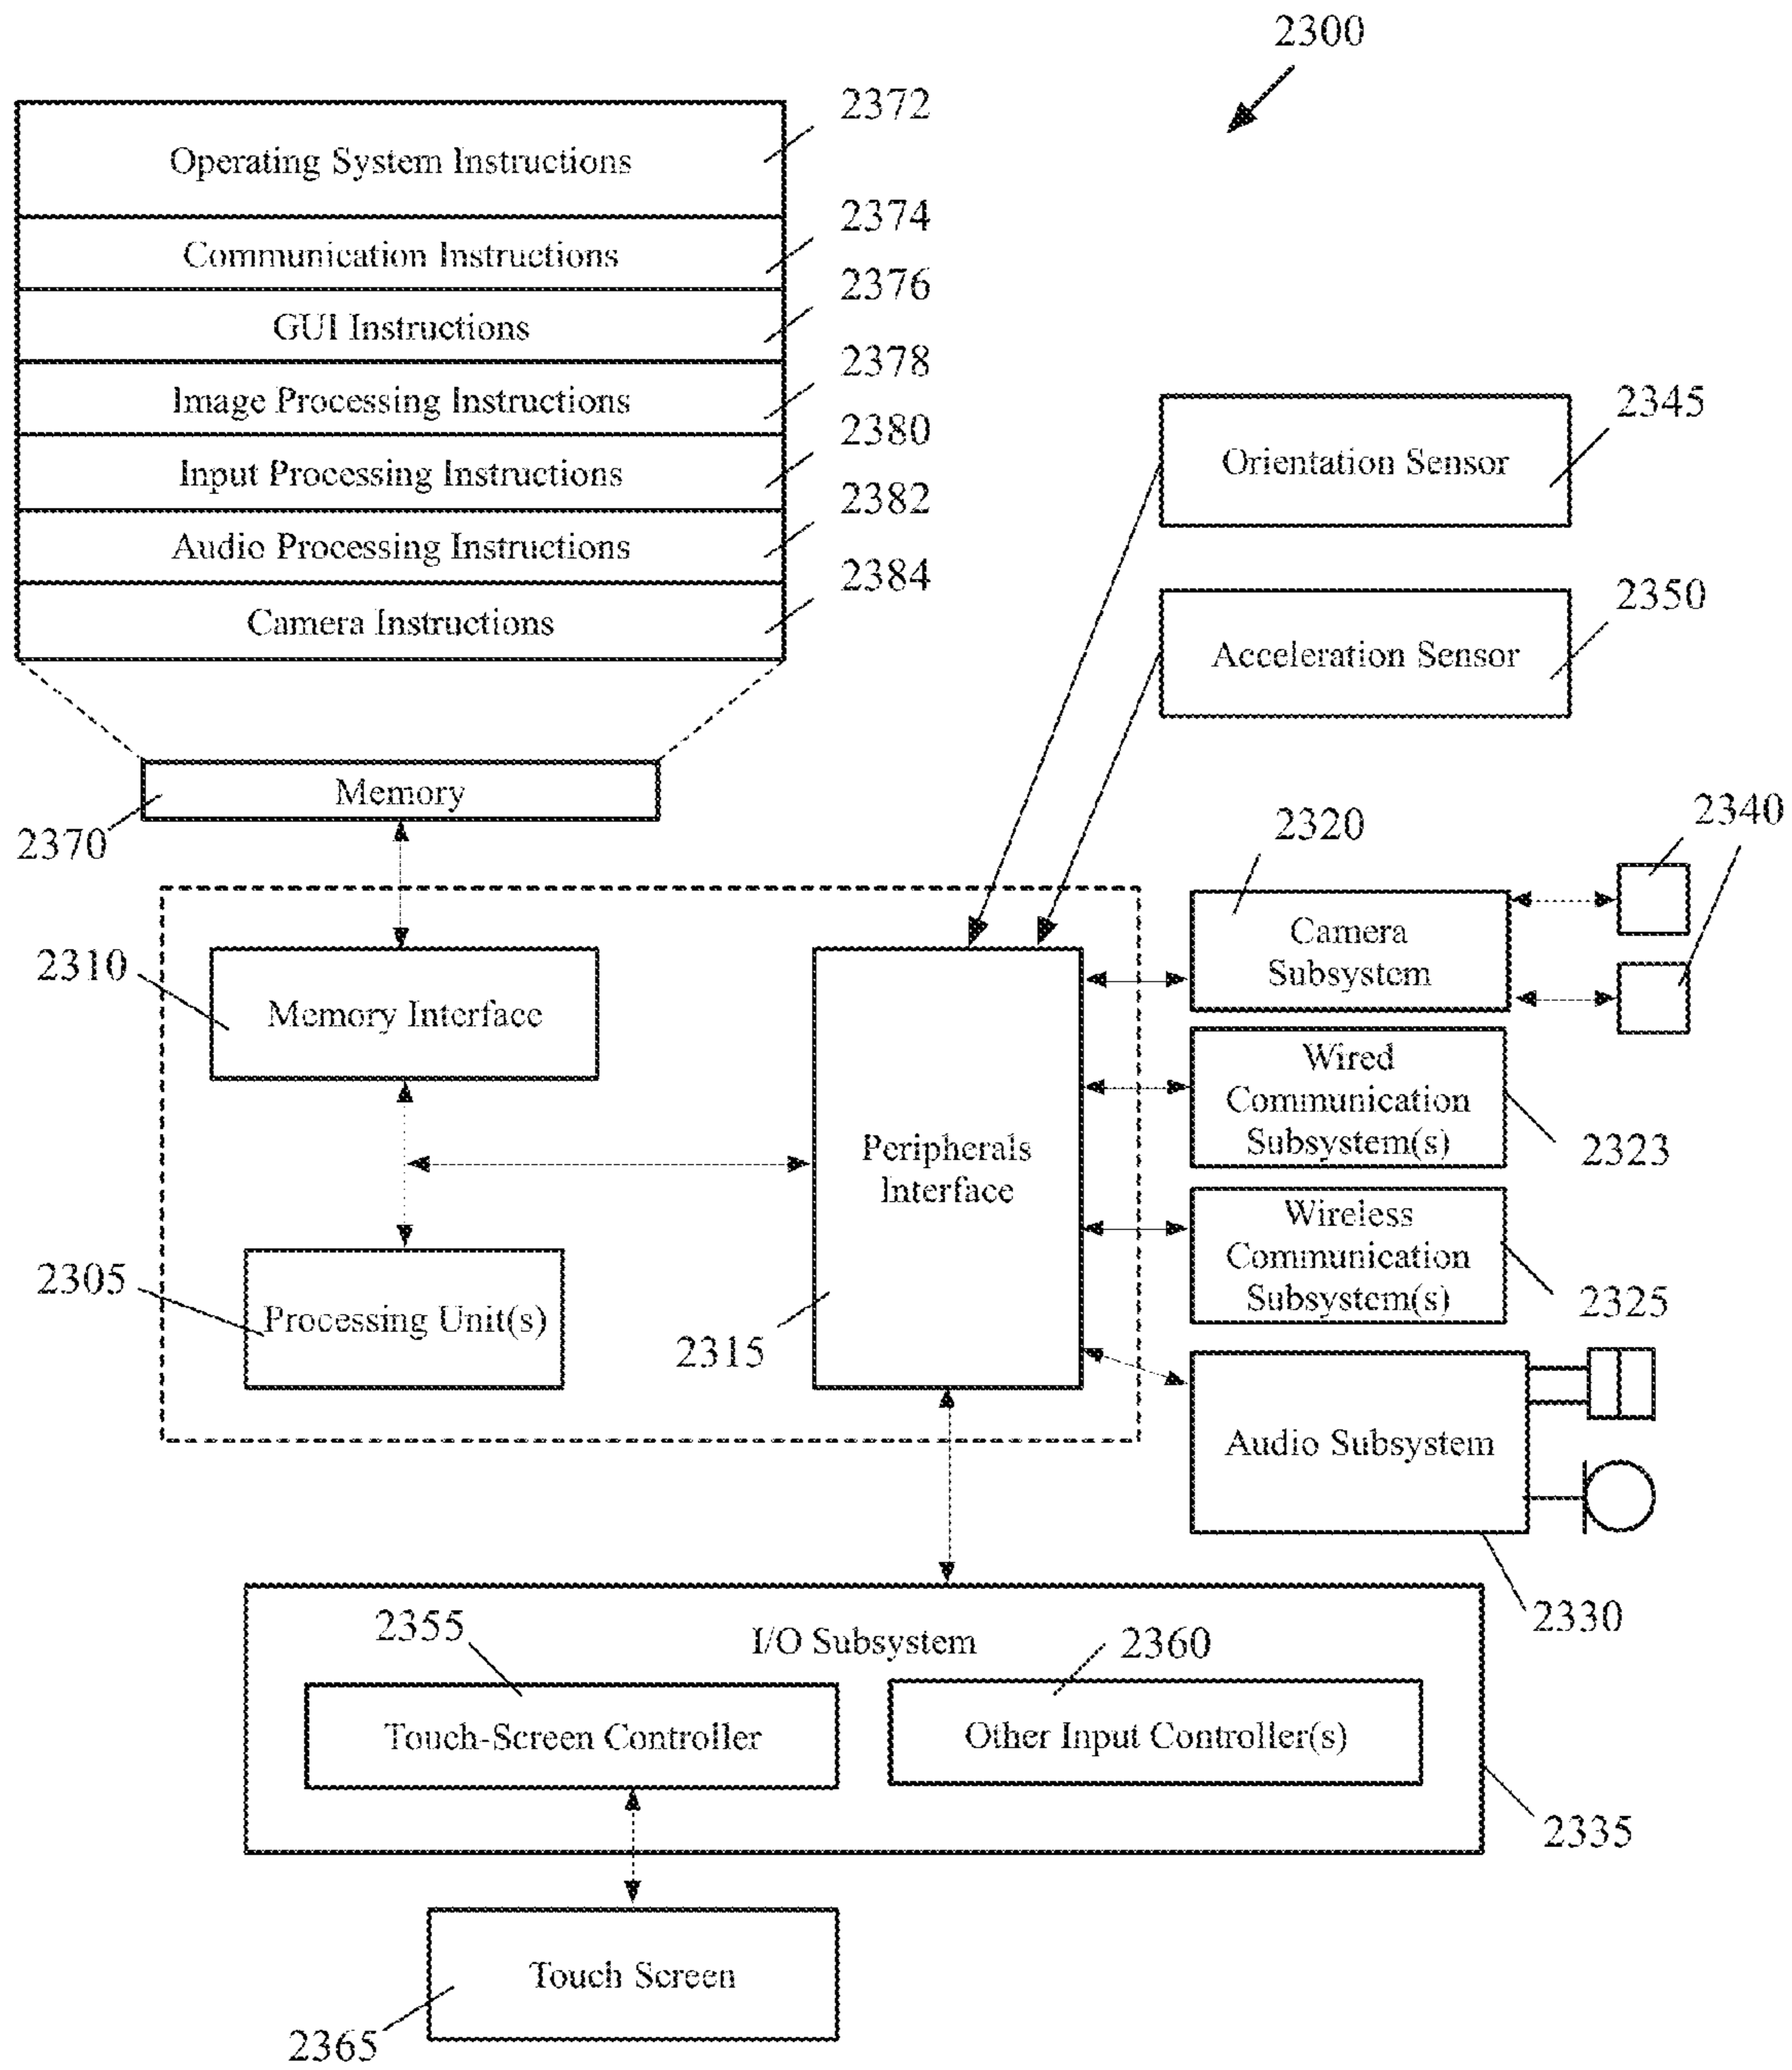 2300
2372
Operating System Instructions
2374
Communication Instructions
2376
GUI Instructions
2378
Image Processing Instructions
2380
Input Processing Instructions
2382
Audio Processing Instructions
2384
Camera Instructions
2345
Orientation Sensor
2350
Acceleration Sensor
Memory
2370
2320
2340
Camera
Subsystem
2310
Memory Interface
Wired
Communication
Subsystem(s)
2323
Peripherals
Interface
Wireless
Communication
Subsystem(s)
2325
2305
Processing Unit(s)
2315
Audio Subsystem
2330
I/O Subsystem
2355
2360
Touch-Screen Controller
Other Input Controller(s)
2335
Touch Screen
2365